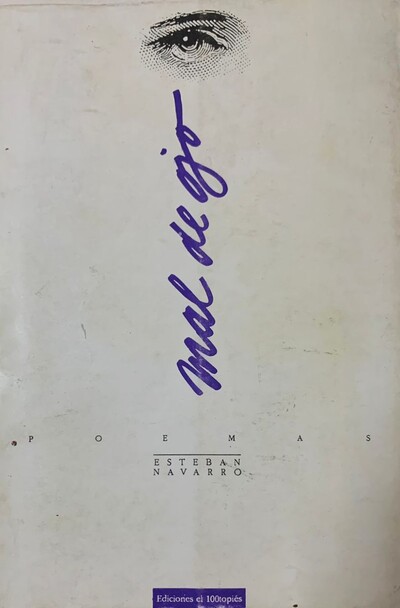 mal de ojo
POEMAS
ESTEBAN
NAVARRO
Ediciones el 100topiés